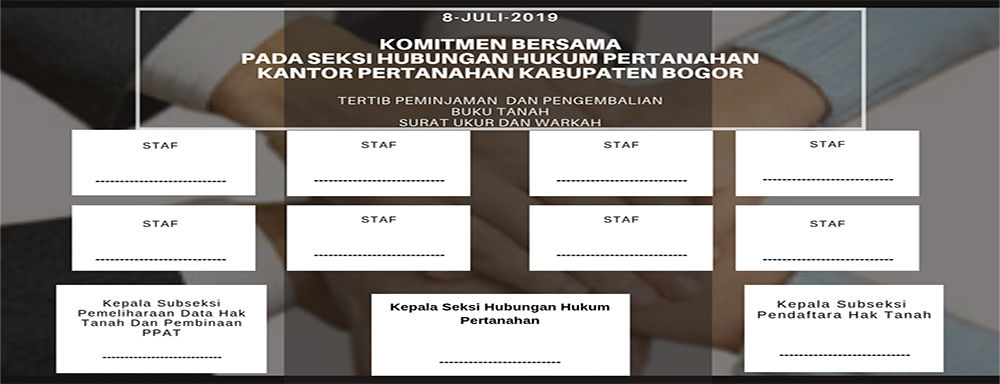 8-JULI-2019
KOMITMEN BERSAMA
PADA SEKSI HUBUNGAN HUKUM PERTANAHAN
KANTOR PERTANAHAN KABUPATEN BOGOR
TERTIB PEMINJAMAN DAN PENGEMBALIAN
BUKU TANAH
SURAT UKUR DAN WARKAH
STAF
STAF
STAF
STAF
STAF
STAF
STAF
STAF
Kepala Subseksi
Pemeliharaan Data Hak
Tanah Dan Pembinaan
PPAT
Kepala Seksi Hubungan Hukum
Pertanahan
Kepala Subseksi
Pendaftara Hak Tanah